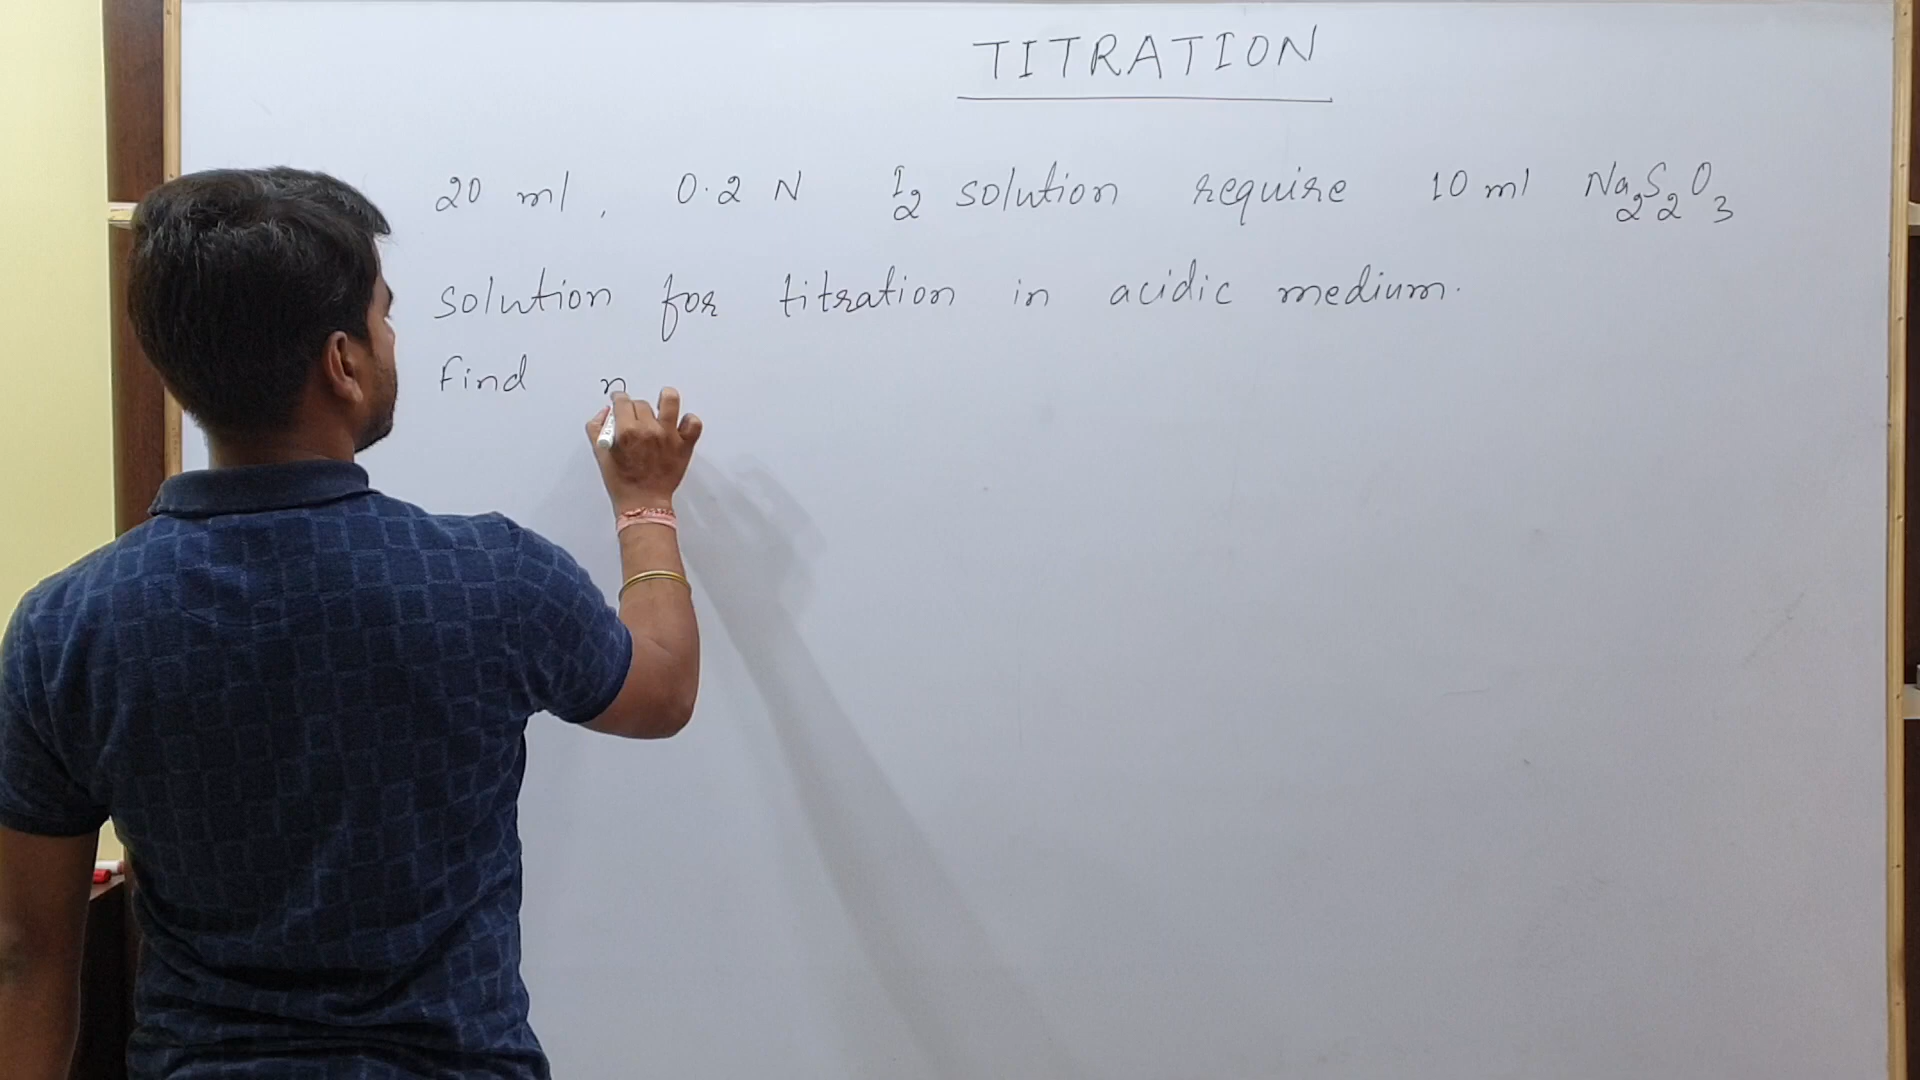 TITRATION
20 ml, 0.2 N I2 solution require 10 ml Na2S2O3
solution for titration in acidic medium.
Find